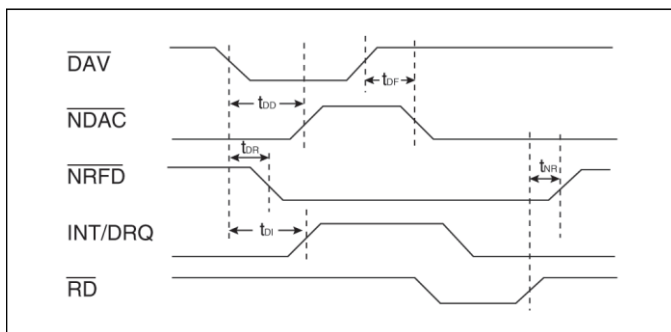 DAV
tDF
tDD
NDAC
tDR
NRFD
tNR
INT/DRQ
tDI
RD